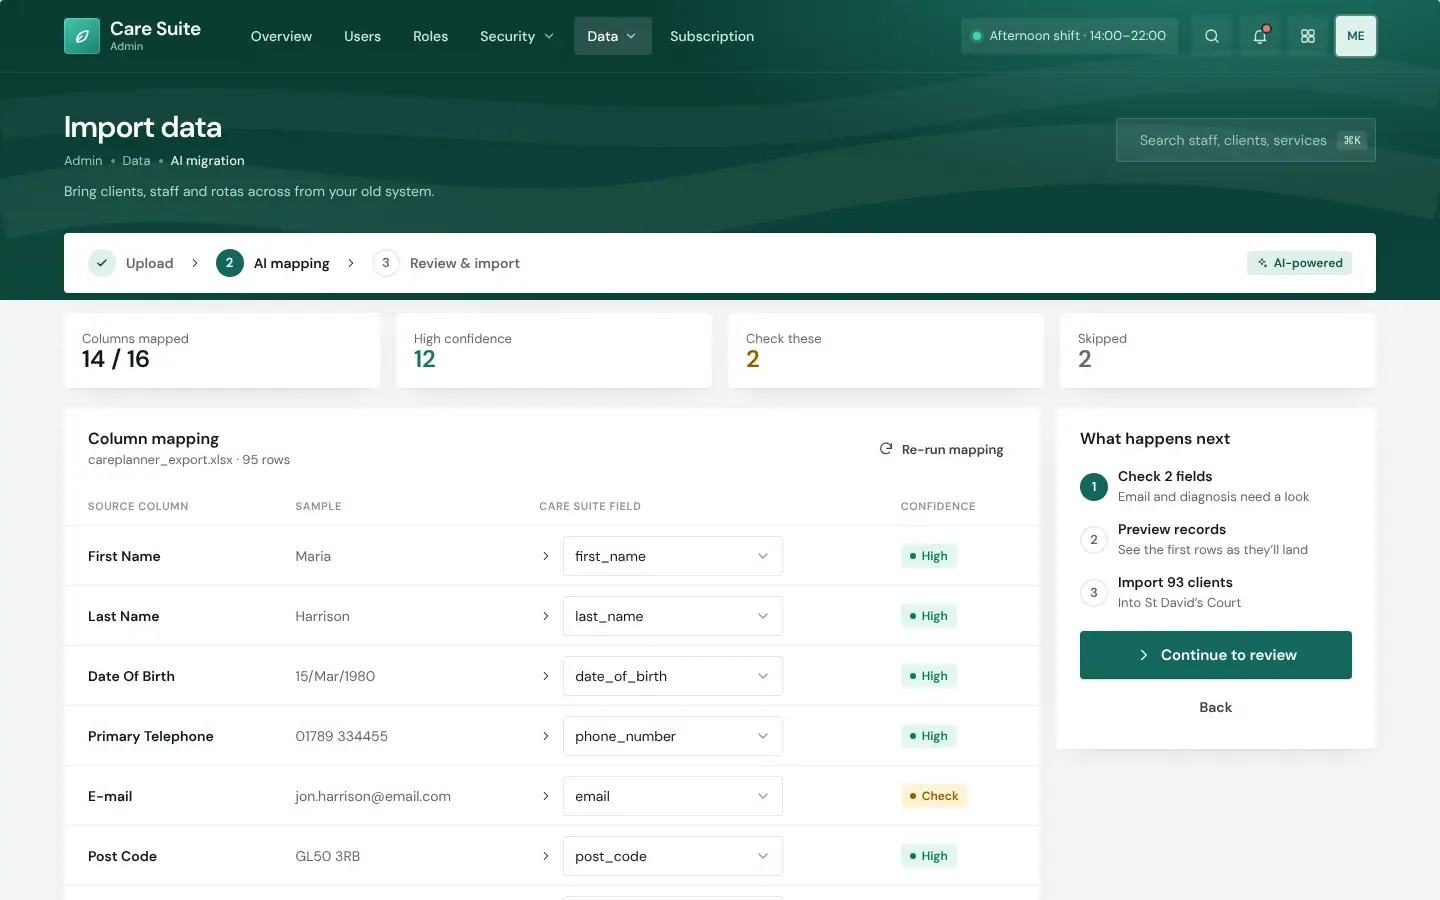 Care Suite
Admin
Overview
Users
Roles
Security
Data
Subscription
Afternoon shift · 14:00–22:00
ME
Import data
Admin • Data • AI migration
Bring clients, staff and rotas across from your old system.
Search staff, clients, services ⌘K
Upload
2 AI mapping
3 Review & import
AI-powered
Columns mapped
14 / 16
High confidence
12
Check these
2
Skipped
2
Column mapping
careplanner_export.xlsx · 95 rows
Re-run mapping
SOURCE COLUMN SAMPLE CARE SUITE FIELD CONFIDENCE
First Name Maria first_name High
Last Name Harrison last_name High
Date Of Birth 15/Mar/1980 date_of_birth High
Primary Telephone 01789 334455 phone_number High
E-mail jon.harrison@email.com email Check
Post Code GL50 3RB post_code High
What happens next
1 Check 2 fields
Email and diagnosis need a look
2 Preview records
See the first rows as they’ll land
3 Import 93 clients
Into St David’s Court
Continue to review
Back